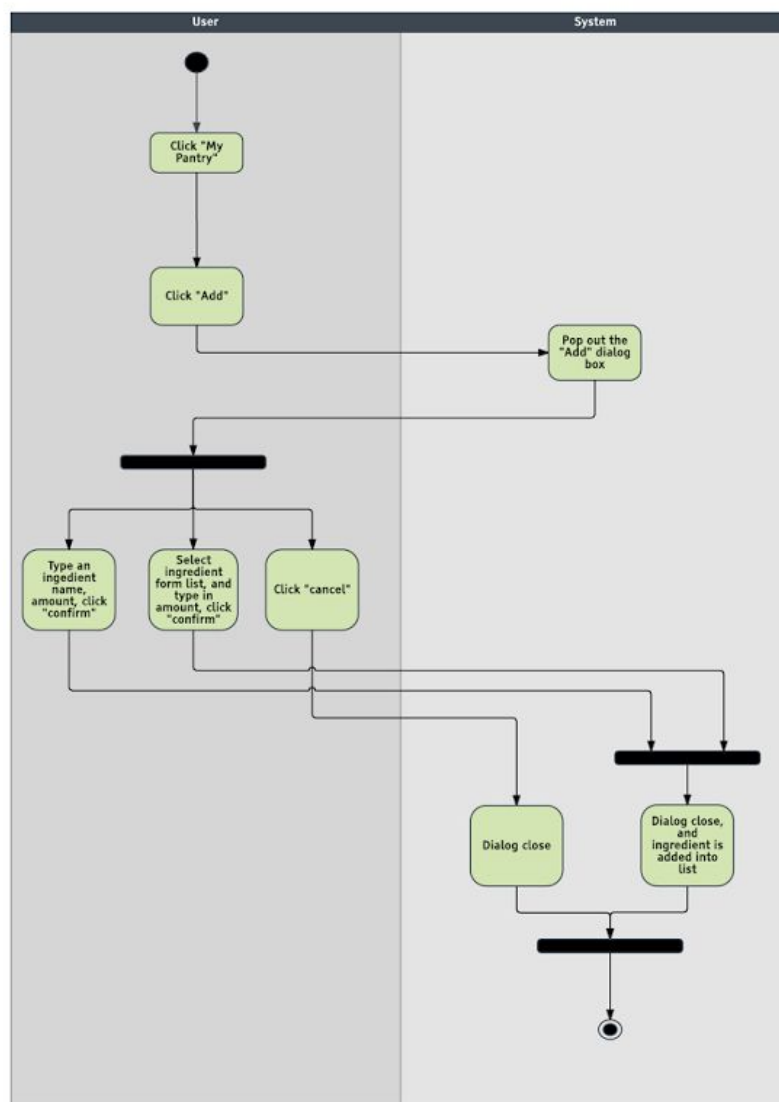 User
System
Click "My
Pantry"
Click "Add"
Pop out the
"Add" dialog
box
Type an
ingedient
name,
amount, click
"confirm"
Select
ingredient
form list, and
type in
amount, click
"confirm"
Click "cancel"
Dialog close
Dialog close,
and
ingredient is
added into
list